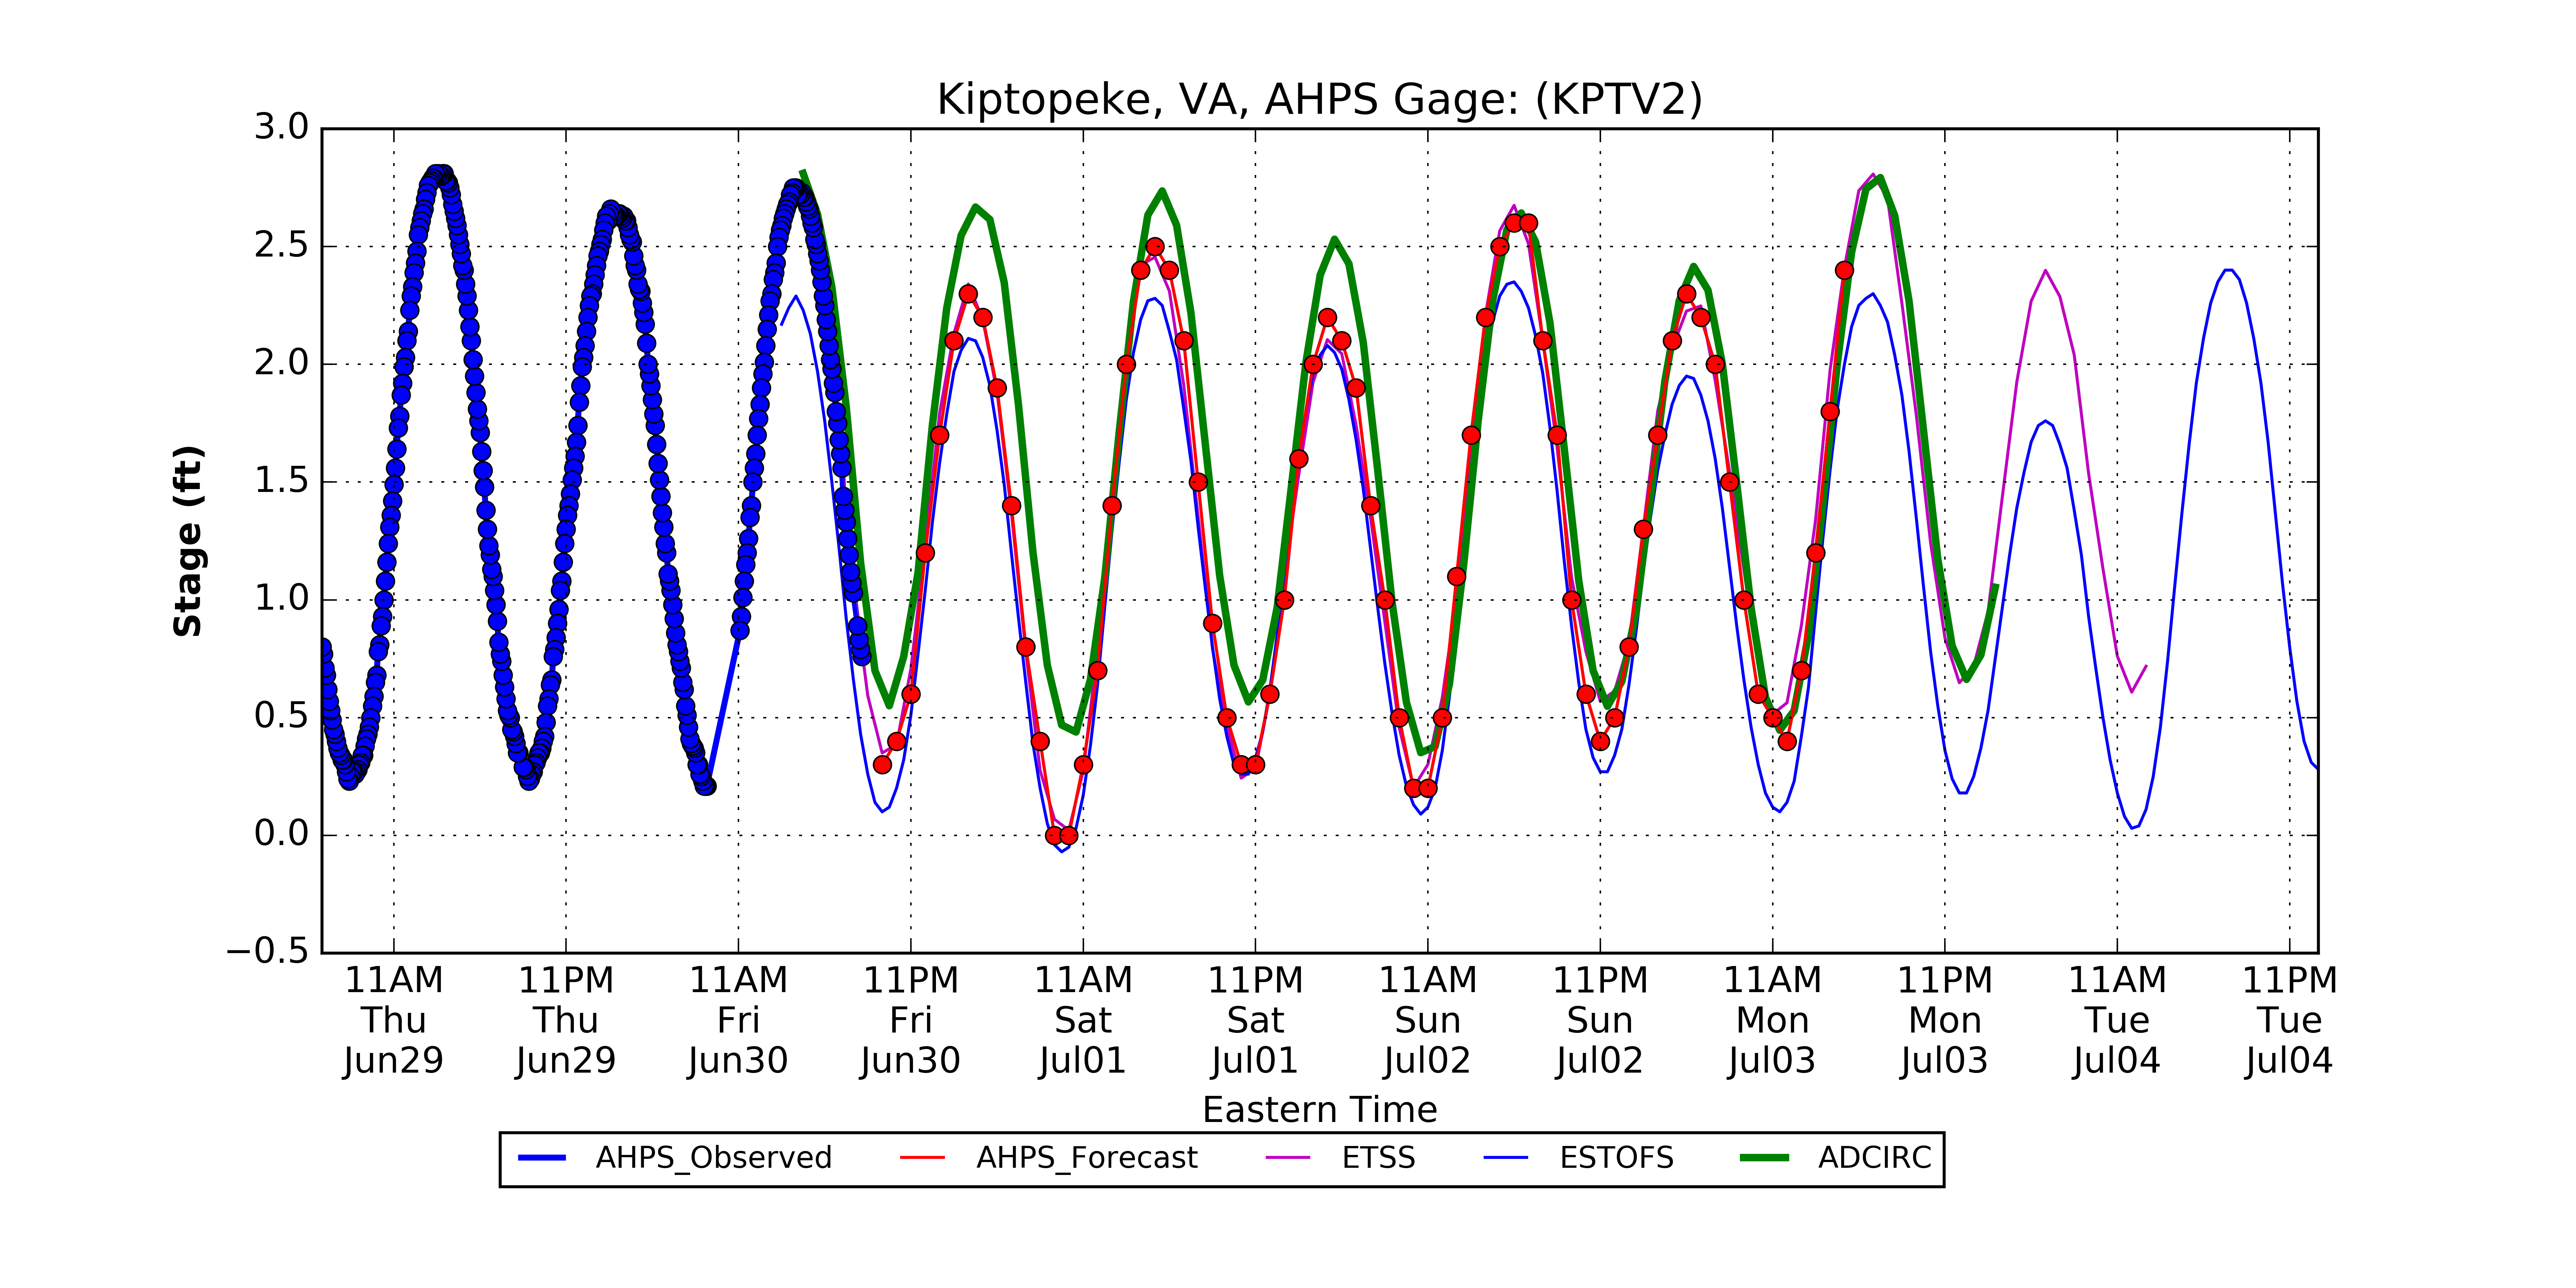 Kiptopeke, VA, AHPS Gage: (KPTV2)
3.0
2.5
2.0
1.5
1.0
0.5
0.0
−0.5
Stage (ft)
11AM 11PM 11AM 11PM 11AM 11PM 11AM 11PM 11AM 11PM 11AM 11PM
Thu Thu Fri Fri Sat Sat Sun Sun Mon Mon Tue Tue
Jun29 Jun29 Jun30 Jun30 Jul01 Jul01 Jul02 Jul02 Jul03 Jul03 Jul04 Jul04
Eastern Time
AHPS_Observed AHPS_Forecast ETSS ESTOFS ADCIRC